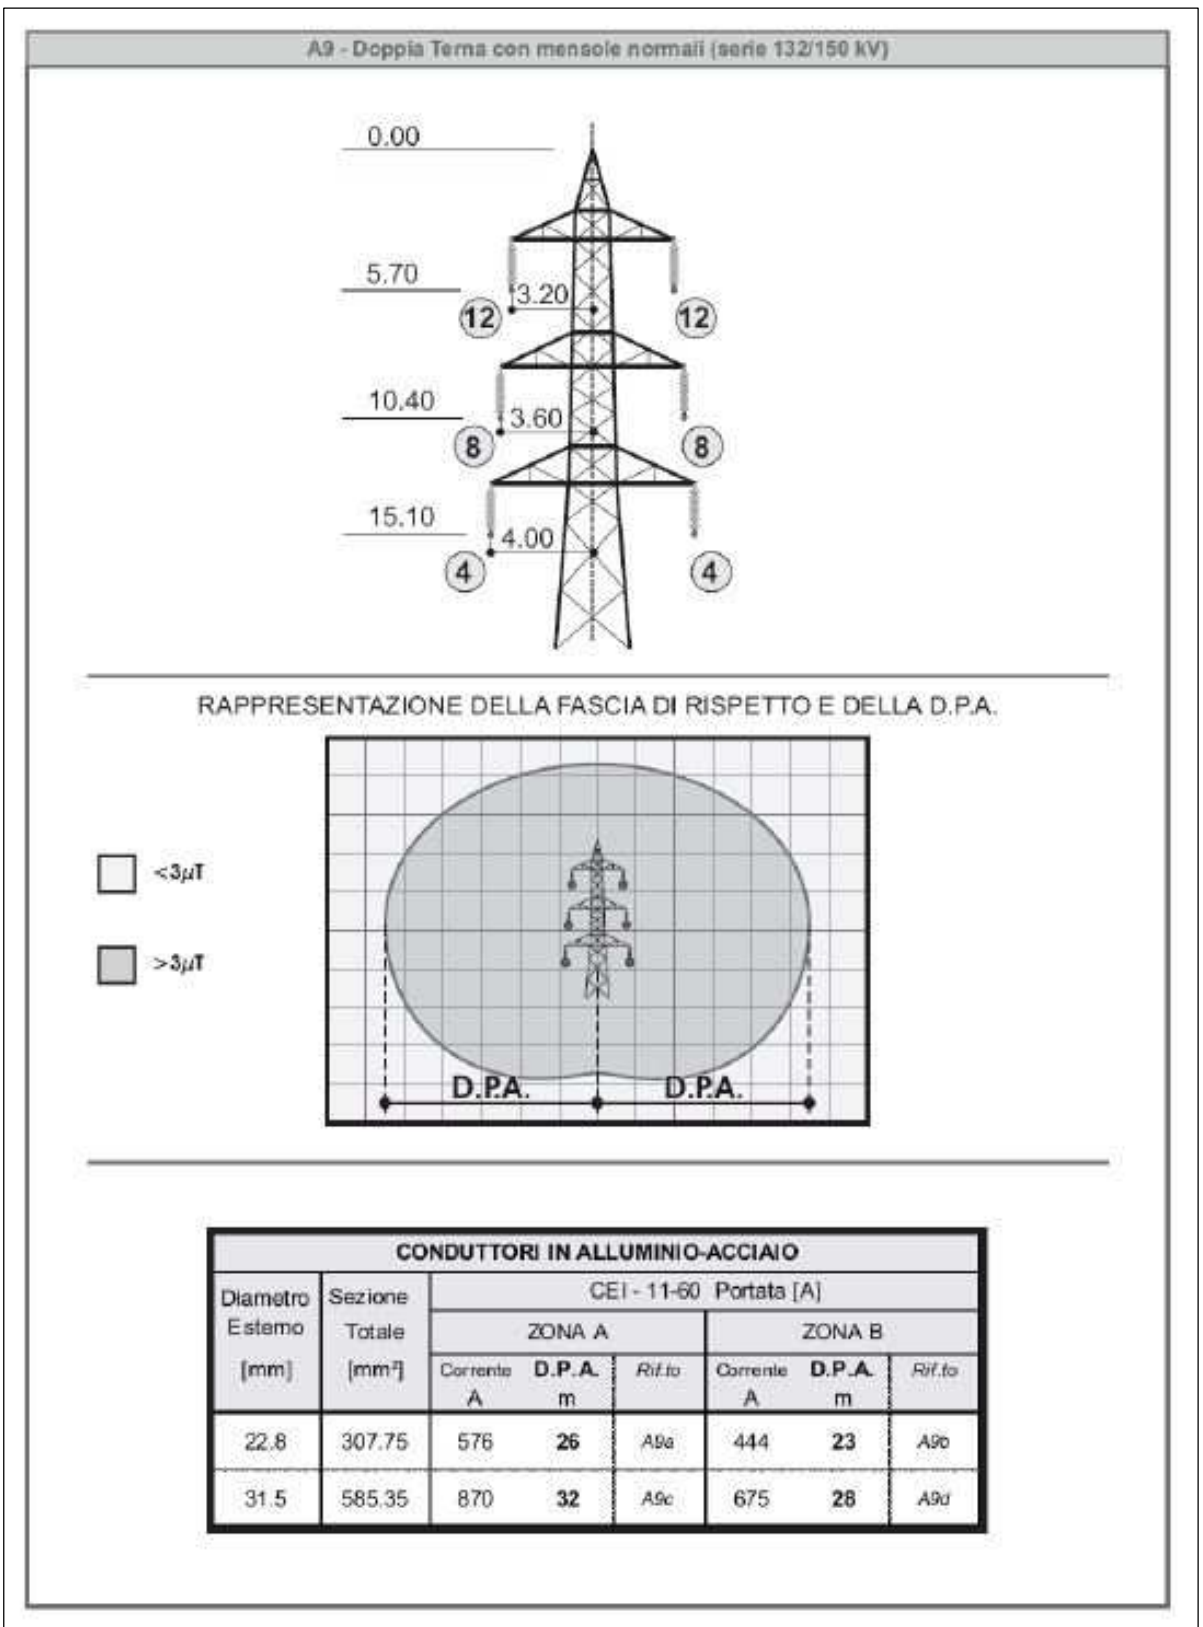 A9 - Doppia Terna con mensole normali (serie 132/150 kV)
0.00
5.70
3.20
12
12
10.40
3.60
8
8
15.10
4.00
4
4
RAPPRESENTAZIONE DELLA FASCIA DI RISPETTO E DELLA D.P.A.
<3µT
>3µT
D.P.A.
D.P.A.
CONDUTTORI IN ALLUMINIO-ACCIAIO
Diametro Esterno [mm]
Sezione Totale [mm²]
CEI - 11-60 Portata [A]
ZONA A
ZONA B
Corrente A
D.P.A. m
Rif.to
Corrente A
D.P.A. m
Rif.to
22.8 307.75 576 26 A9a 444 23 A9b
31.5 585.35 870 32 A9c 675 28 A9d